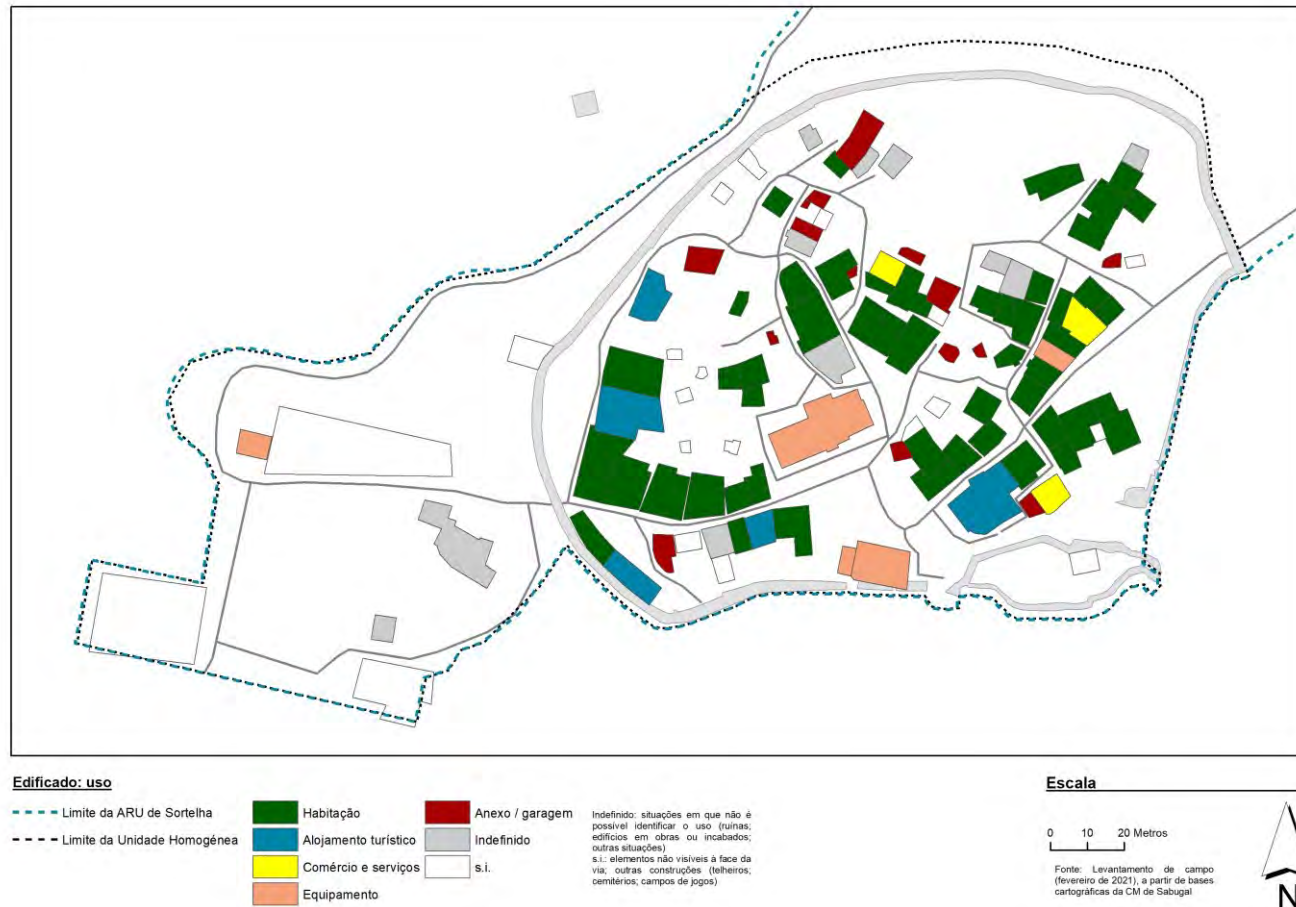 Edificado: uso
Limite da ARU de Sortelha
Limite da Unidade Homogénea
Habitação
Alojamento turístico
Comércio e serviços
Equipamento
Anexo / garagem
Indefinido
s.i.
Indefinido: situações em que não é
possível identificar o uso (ruínas;
edifícios em obras ou incabados;
outras situações)
s.i.: elementos não visíveis à face da
via; outras construções (telheiros;
cemitérios; campos de jogos)
Escala
0 10 20 Metros
Fonte: Levantamento de campo
(fevereiro de 2021), a partir de bases
cartográficas da CM de Sabugal
N